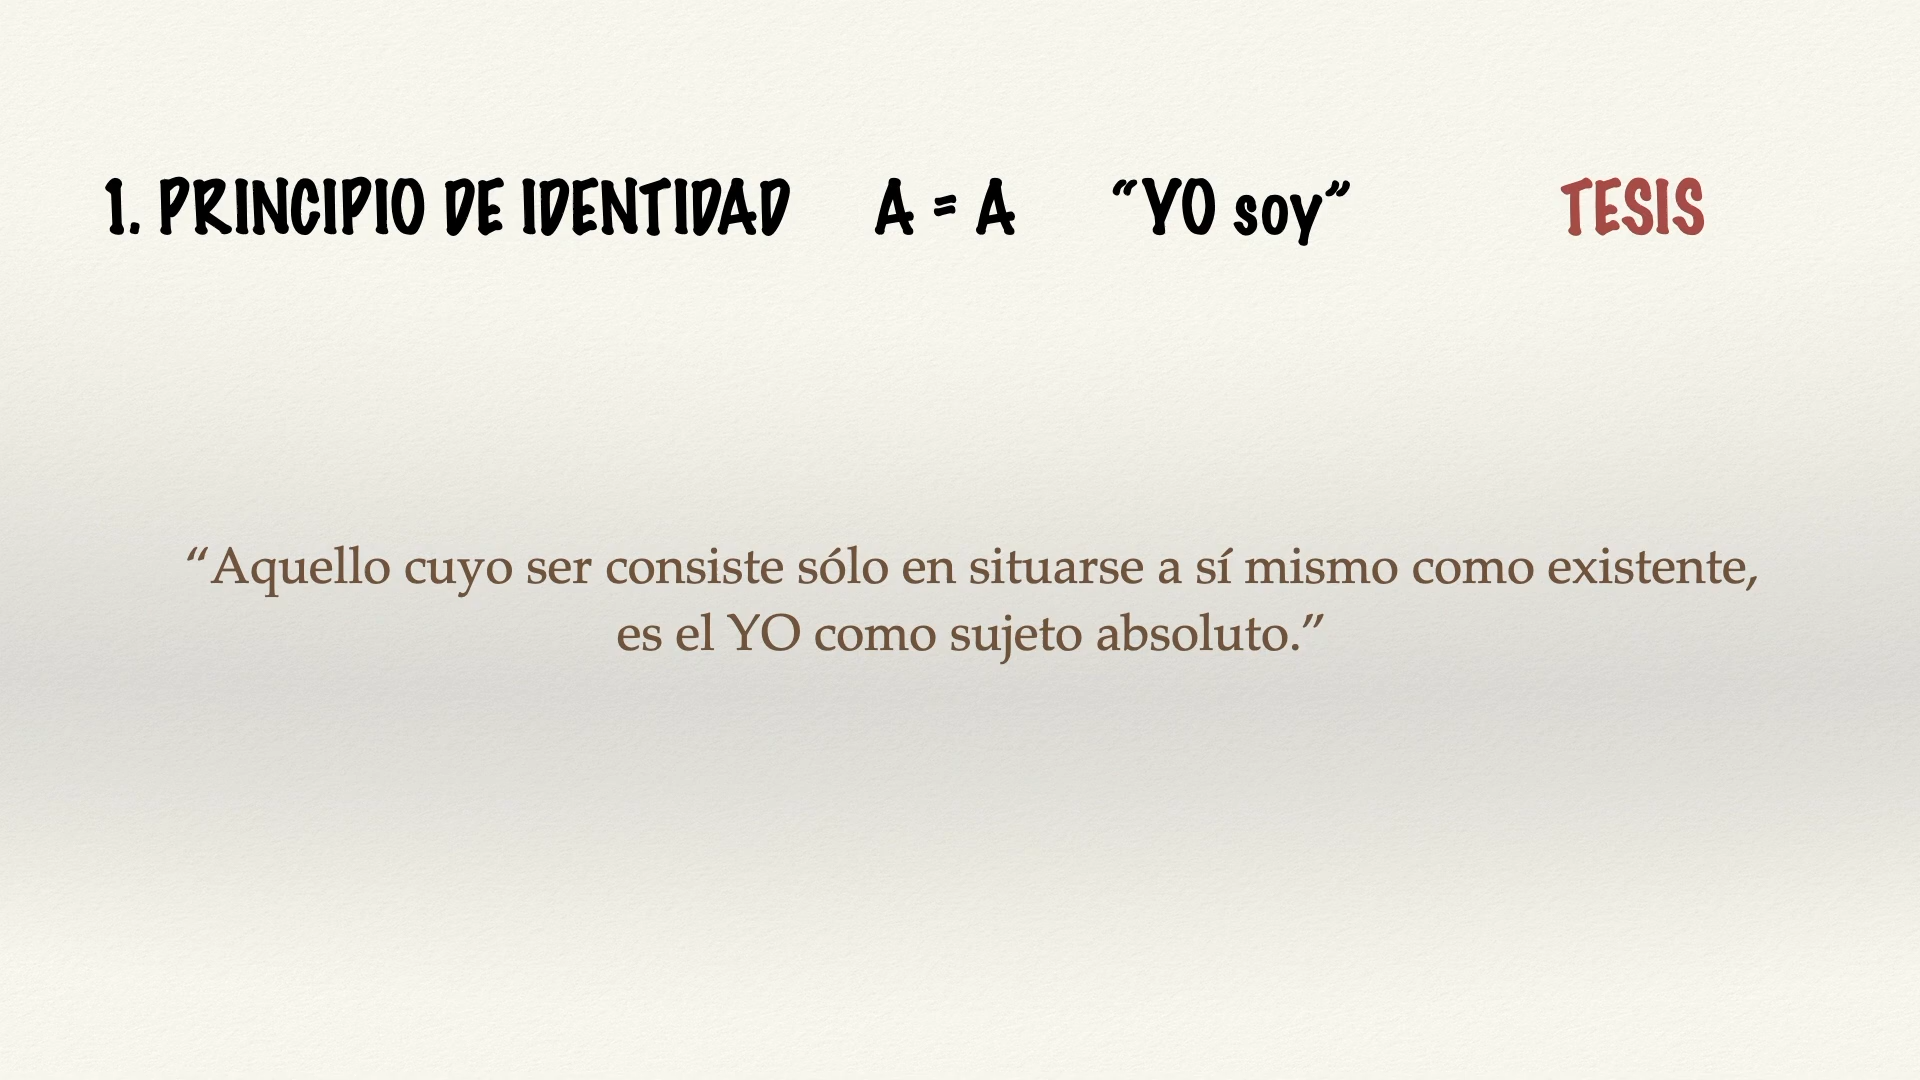 1. PRINCIPIO DE IDENTIDAD A = A “YO soy” TESIS
“Aquello cuyo ser consiste sólo en situarse a sí mismo como existente,
es el YO como sujeto absoluto.”